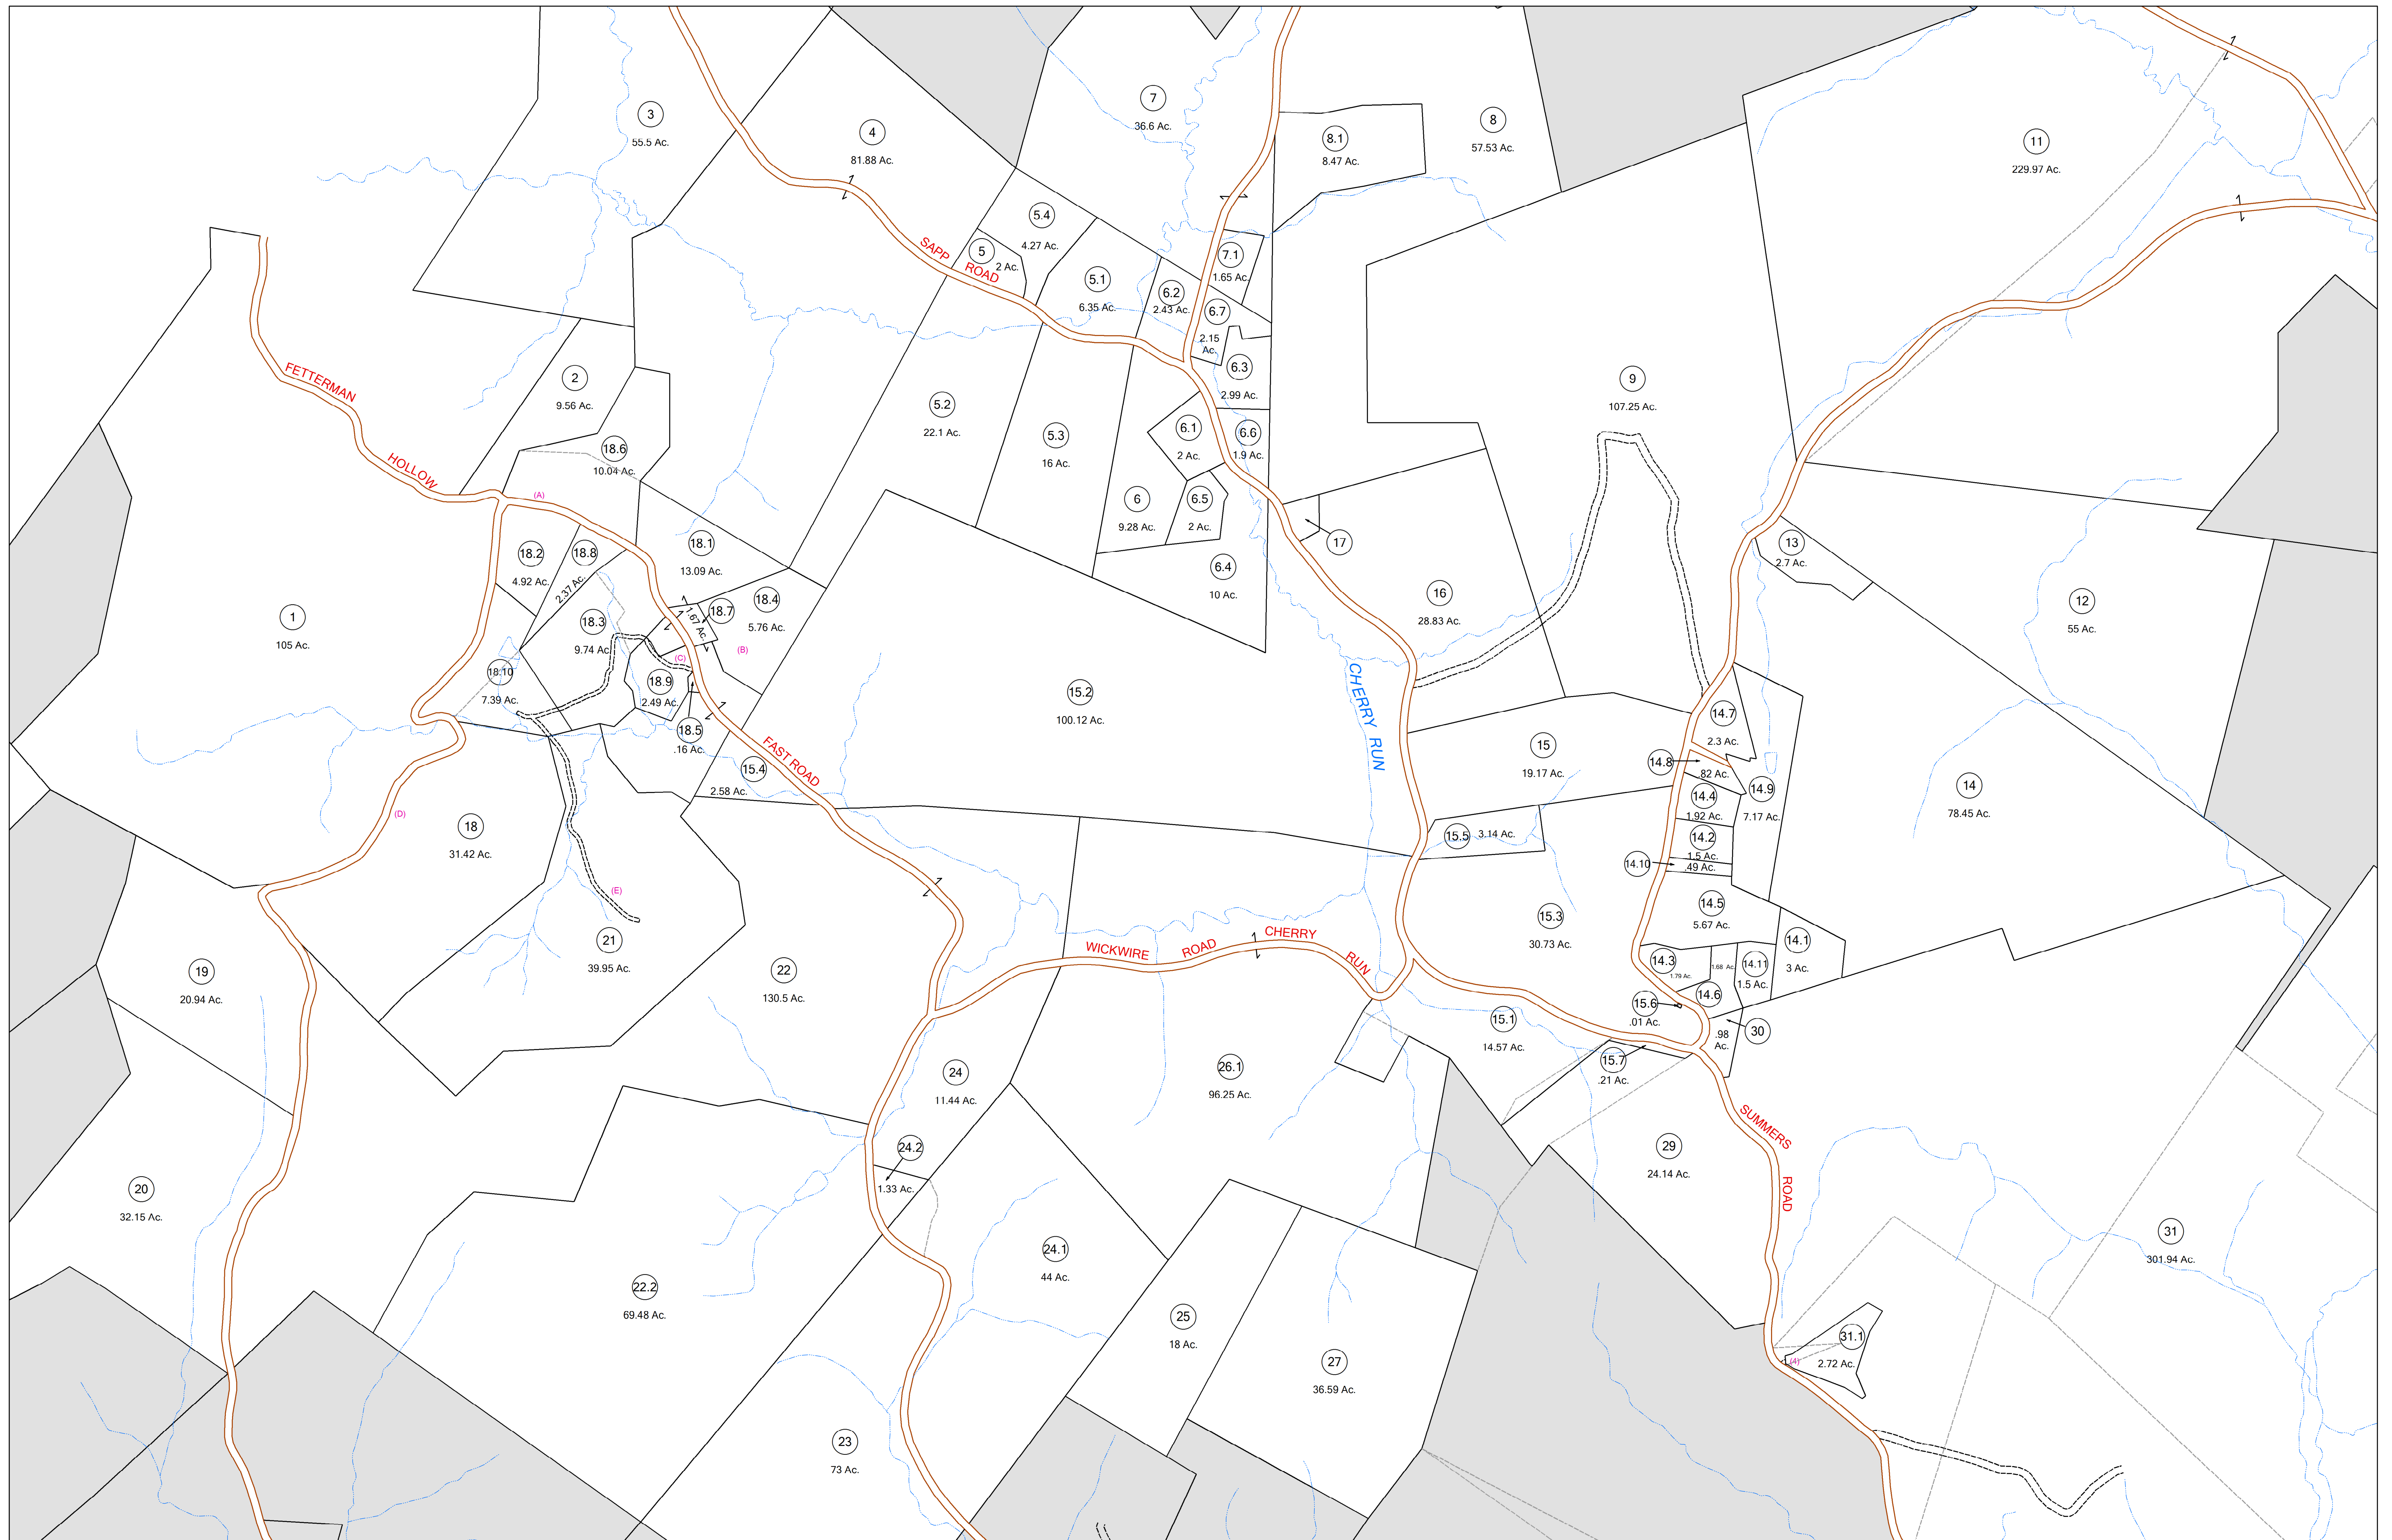 3
55.5 Ac.
4
81.88 Ac.
7
36.6 Ac.
8.1
8.47 Ac.
8
57.53 Ac.
11
229.97 Ac.
SAPP ROAD
5.4
4.27 Ac.
5
2 Ac.
5.1
6.35 Ac.
6.2
2.43 Ac.
7.1
1.65 Ac.
6.7
2.15
Ac.
6.3
2.99 Ac.
FETTERMAN
HOLLOW
2
9.56 Ac.
18.6
10.04 Ac.
5.2
22.1 Ac.
5.3
16 Ac.
6.1
2 Ac.
6.6
1.9 Ac.
9
107.25 Ac.
6
9.28 Ac.
6.5
2 Ac.
6.4
10 Ac.
17
16
28.83 Ac.
13
2.7 Ac.
12
55 Ac.
(A)
18.2
4.92 Ac.
18.8
2.37 Ac.
18.1
13.09 Ac.
18.7
1.67 Ac.
18.4
5.76 Ac.
(B)
1
105 Ac.
18.3
9.74 Ac.
(C)
18.10
7.39 Ac.
18.9
2.49 Ac.
18.5
.16 Ac.
15.4
2.58 Ac.
FAST ROAD
15.2
100.12 Ac.
CHERRY RUN
15
19.17 Ac.
14.7
2.3 Ac.
14.8
.82 Ac.
14.9
7.17 Ac.
14.4
1.92 Ac.
14.2
1.5 Ac.
14.10
.49 Ac.
14
78.45 Ac.
15.5
3.14 Ac.
(D)
18
31.42 Ac.
(E)
21
39.95 Ac.
22
130.5 Ac.
19
20.94 Ac.
WICKWIRE ROAD CHERRY RUN
15.3
30.73 Ac.
14.5
5.67 Ac.
14.1
3 Ac.
14.3
1.79 Ac.
1.68 Ac.
14.11
1.5 Ac.
14.6
15.6
.01 Ac.
30
.98
Ac.
15.1
14.57 Ac.
15.7
.21 Ac.
24
11.44 Ac.
26.1
96.25 Ac.
24.2
1.33 Ac.
SUMMERS
ROAD
29
24.14 Ac.
20
32.15 Ac.
31
301.94 Ac.
22.2
69.48 Ac.
24.1
44 Ac.
25
18 Ac.
27
36.59 Ac.
31.1
2.72 Ac.
(4)
23
73 Ac.